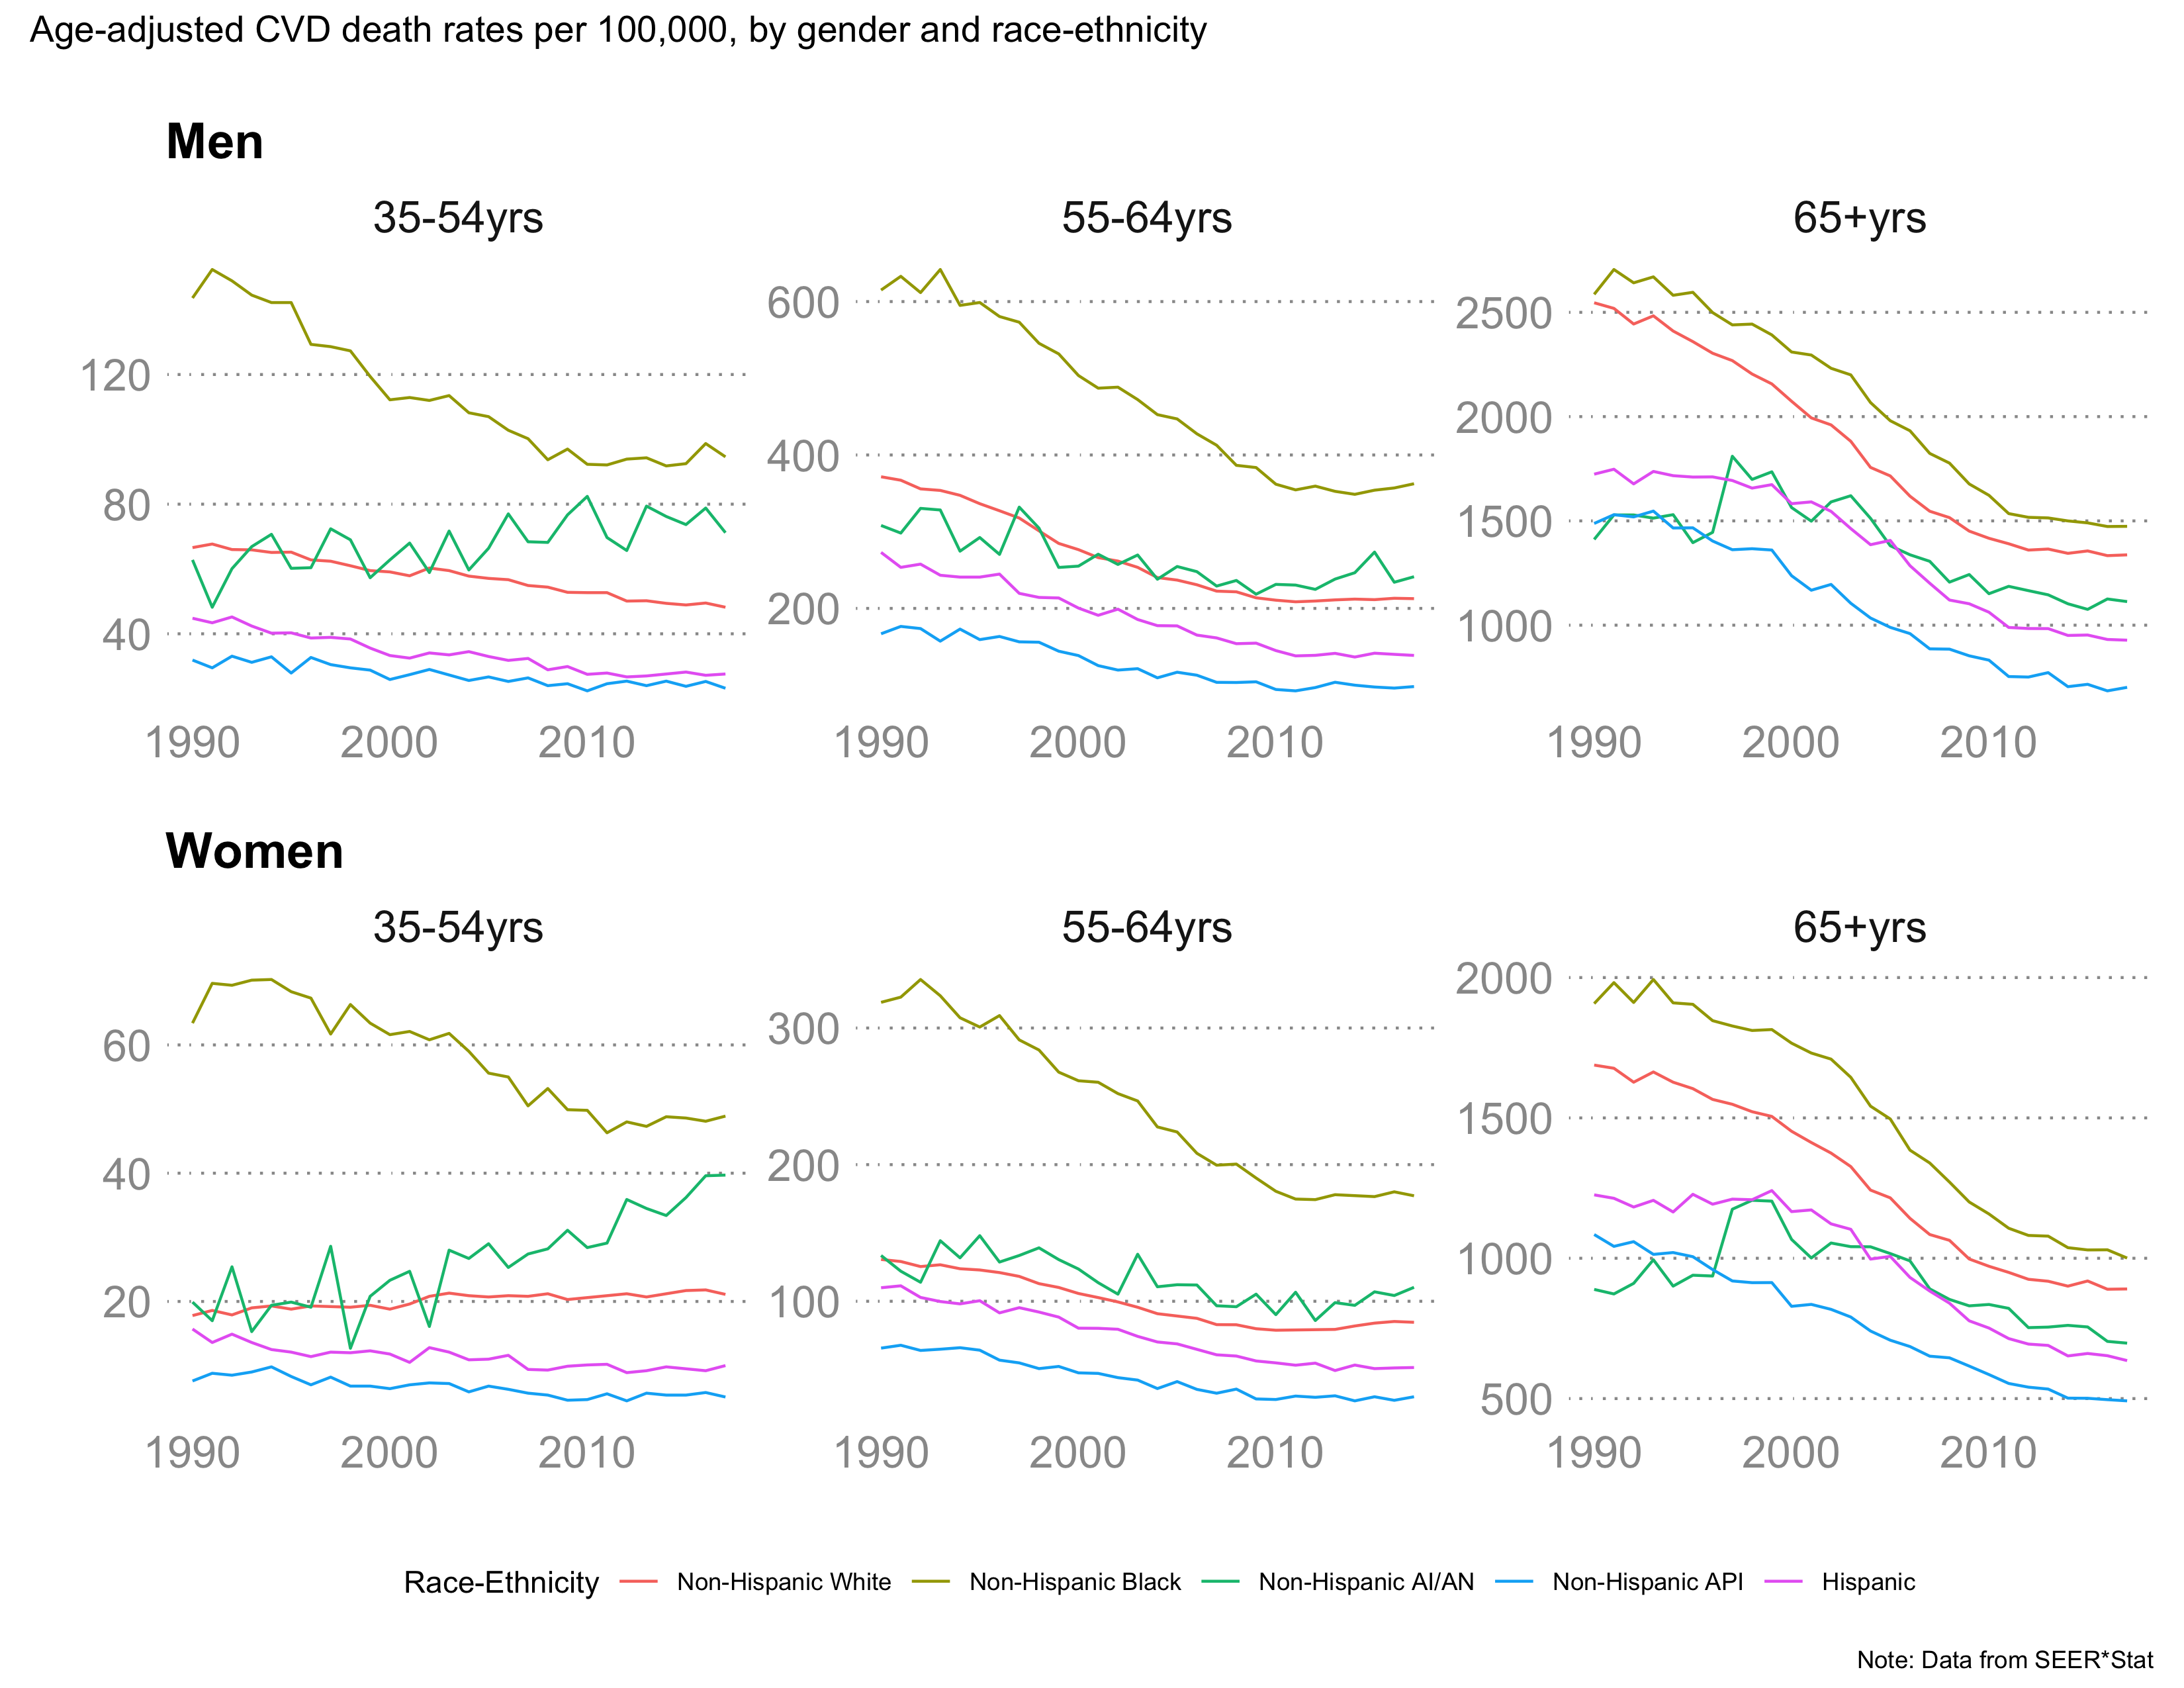 Age-adjusted CVD death rates per 100,000, by gender and race-ethnicity
Men
35-54yrs 55-64yrs 65+yrs
120
80
40
600
400
200
2500
2000
1500
1000
1990 2000 2010 1990 2000 2010 1990 2000 2010
Women
35-54yrs 55-64yrs 65+yrs
60
40
20
300
200
100
2000
1500
1000
500
1990 2000 2010 1990 2000 2010 1990 2000 2010
Race-Ethnicity Non-Hispanic White Non-Hispanic Black Non-Hispanic AI/AN Non-Hispanic API Hispanic
Note: Data from SEER*Stat